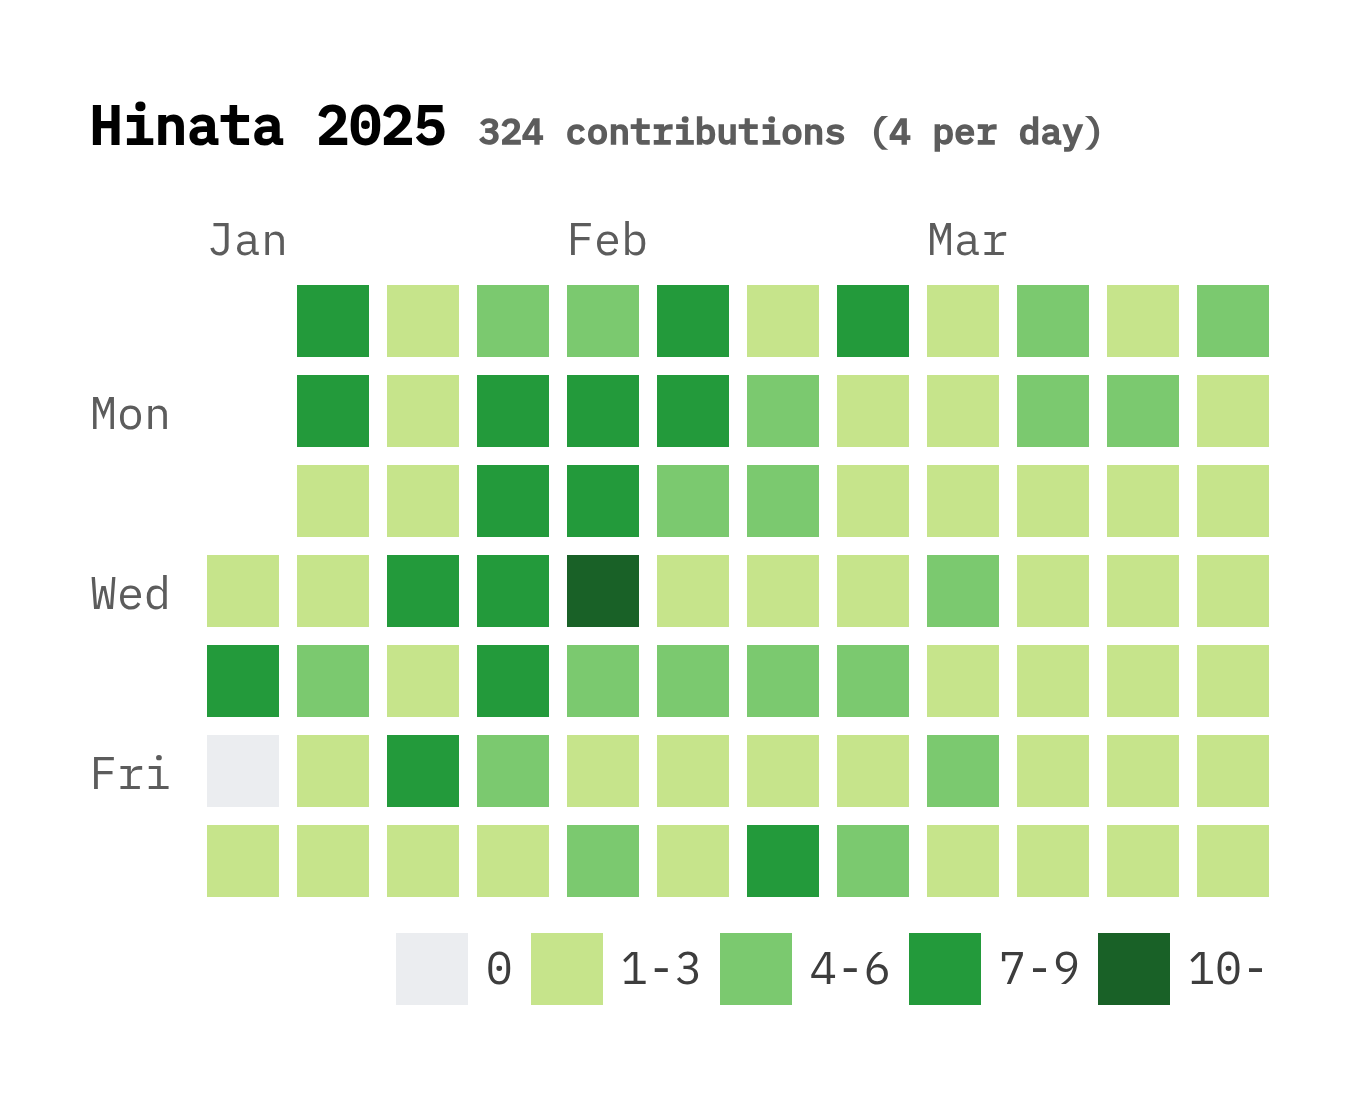 Hinata 2025 324 contributions (4 per day)
Jan Feb Mar
Mon
Wed
Fri
0 1-3 4-6 7-9 10-